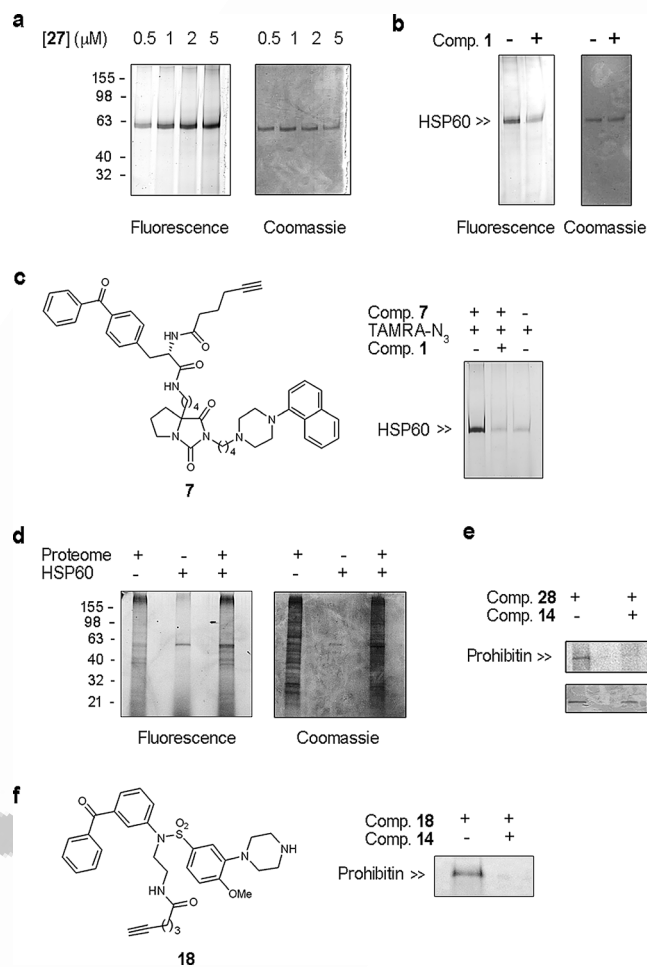 a
[27] (μM) 0.5 1 2 5 0.5 1 2 5
155 -
98 -
63 -
40 -
32 -
Fluorescence Coomassie
b
Comp. 1 - + - +
HSP60 >>
Fluorescence Coomassie
c
O
HN
O
O
HN
4
O
N
N
O
4
N
N
7
Comp. 7 + + -
TAMRA-N3 + + +
Comp. 1 - + -
HSP60 >>
d
Proteome + - + + - +
HSP60 - + + - + +
155 -
98 -
63 -
40 -
32 -
21 -
Fluorescence Coomassie
e
Comp. 28 + +
Comp. 14 - +
Prohibitin >>
f
O
N
O2
S
N
NH
OMe
HN
O
3
18
Comp. 18 + +
Comp. 14 - +
Prohibitin >>